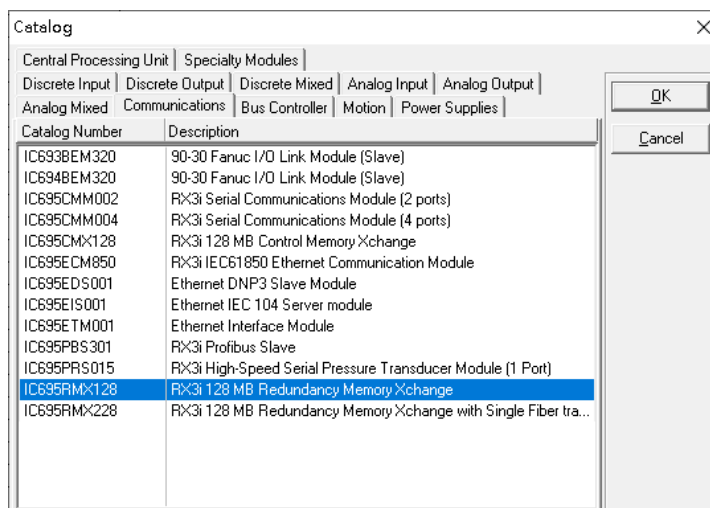 Catalog
Central Processing Unit Specialty Modules
Discrete Input Discrete Output Discrete Mixed Analog Input Analog Output
Analog Mixed Communications Bus Controller Motion Power Supplies
OK
Cancel
Catalog Number Description
IC693BEM320 90-30 Fanuc I/O Link Module (Slave)
IC694BEM320 90-30 Fanuc I/O Link Module (Slave)
IC695CMM002 RX3i Serial Communications Module (2 ports)
IC695CMM004 RX3i Serial Communications Module (4 ports)
IC695CMX128 RX3i 128 MB Control Memory Xchange
IC695ECM850 RX3i IEC61850 Ethernet Communication Module
IC695EDS001 Ethernet DNP3 Slave Module
IC695EIS001 Ethernet IEC 104 Server module
IC695ETM001 Ethernet Interface Module
IC695PBS301 RX3i Profibus Slave
IC695PRS015 RX3i High-Speed Serial Pressure Transducer Module (1 Port)
IC695RMX128 RX3i 128 MB Redundancy Memory Xchange
IC695RMX228 RX3i 128 MB Redundancy Memory Xchange with Single Fiber tra...